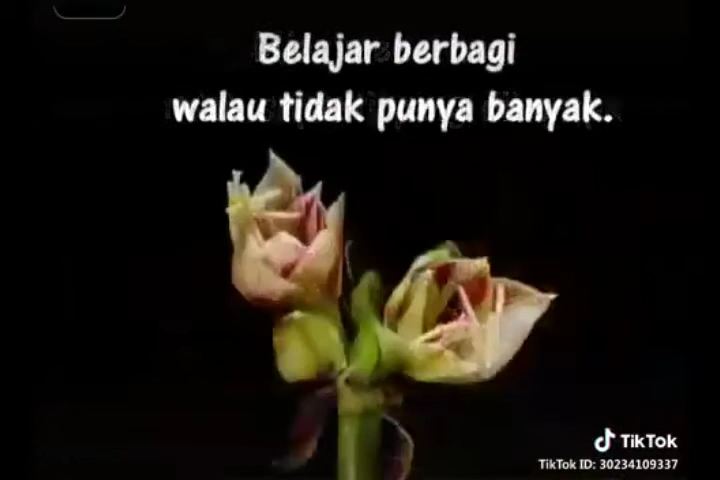 Belajar berbagi
walau tidak punya banyak.
TikTok
TikTok ID: 30234109337